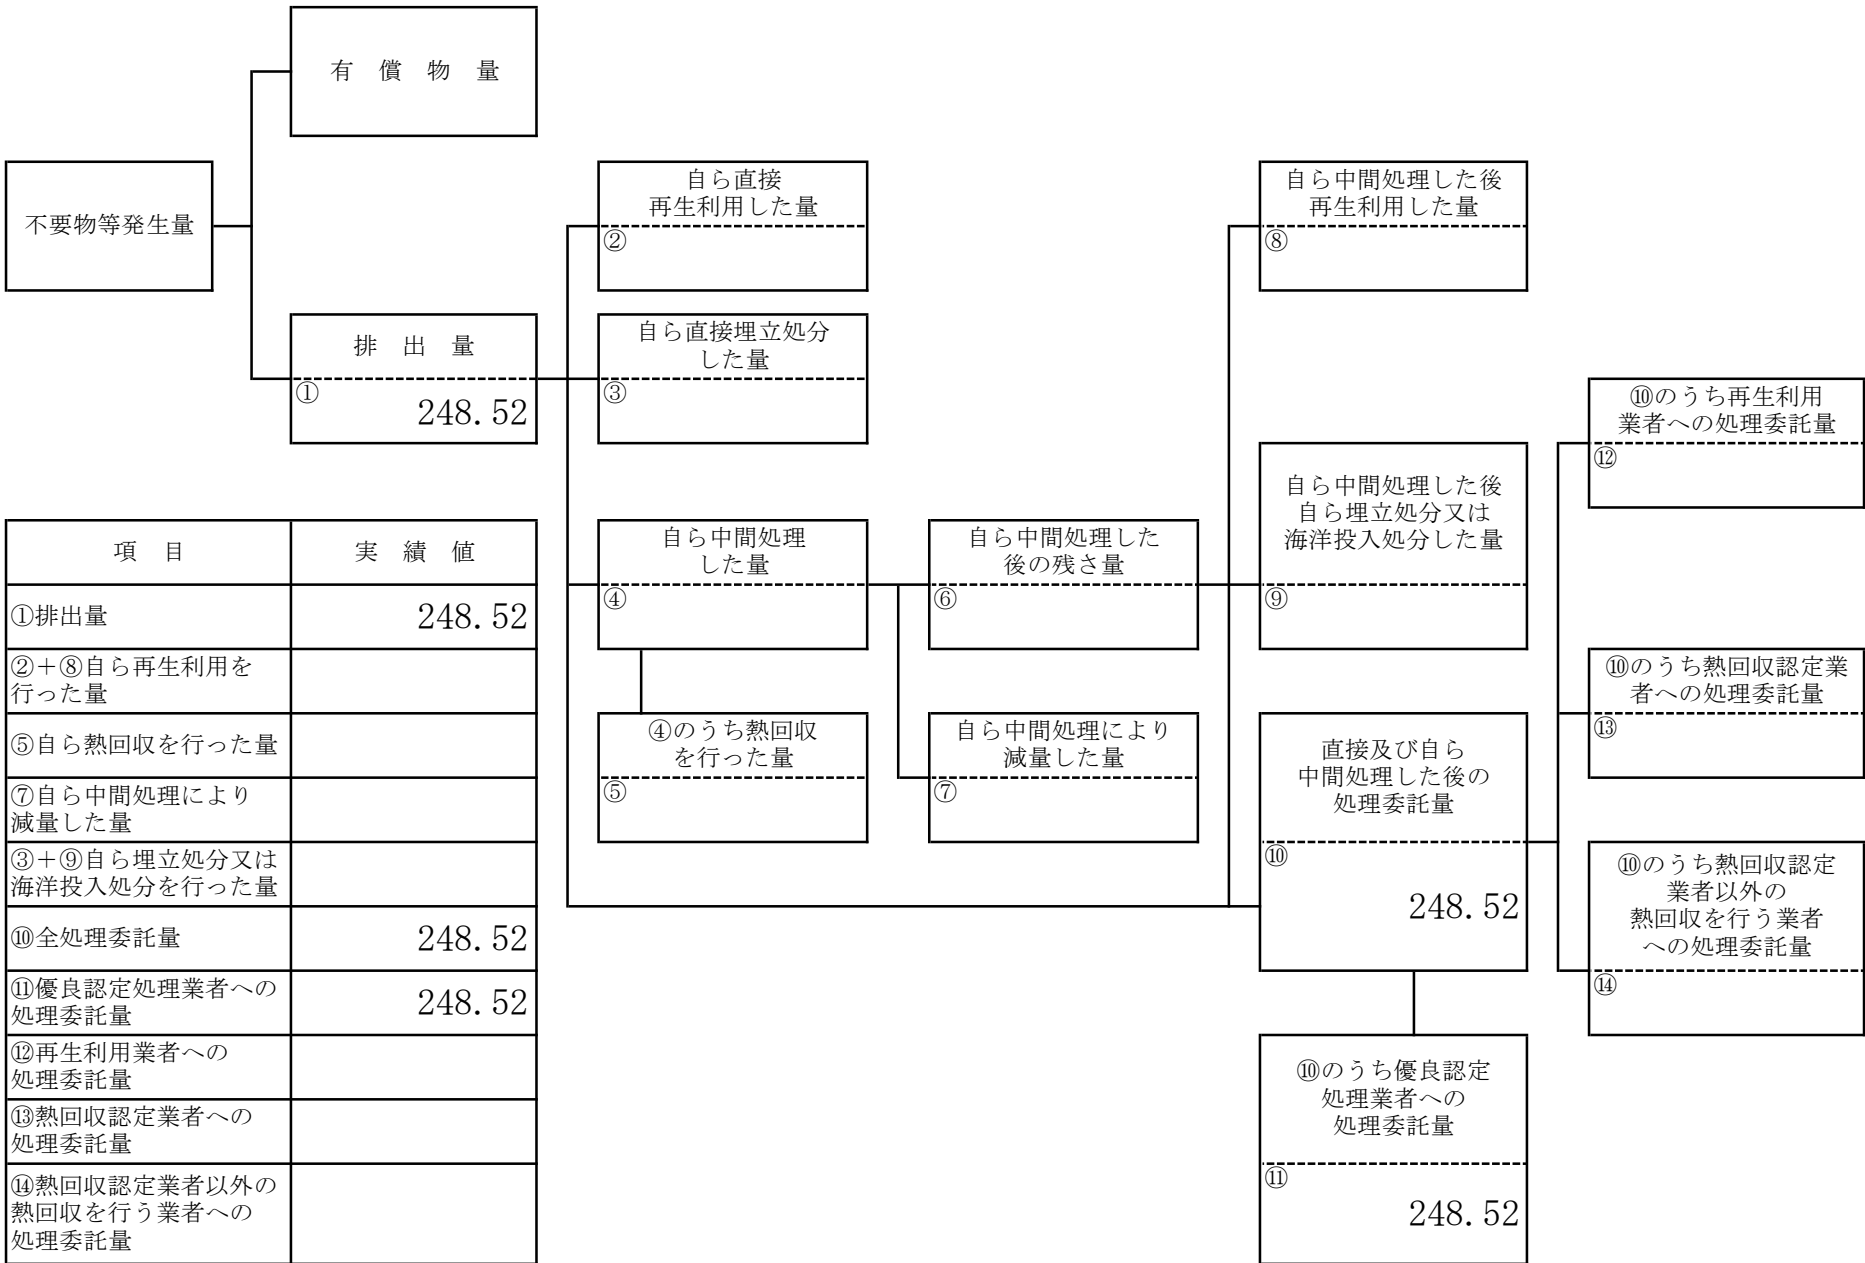 有　償　物　量
不要物等発生量
自ら直接
再生利用した量
②
自ら中間処理した後
再生利用した量
⑧
排　出　量
①
248.52
自ら直接埋立処分
した量
③
⑩のうち再生利用
業者への処理委託量
⑫
自ら中間処理
した量
④
自ら中間処理した
後の残さ量
⑥
自ら中間処理した後
自ら埋立処分又は
海洋投入処分した量
⑨
⑩のうち熱回収認定業
者への処理委託量
⑬
④のうち熱回収
を行った量
⑤
自ら中間処理により
減量した量
⑦
直接及び自ら
中間処理した後の
処理委託量
⑩
248.52
⑩のうち熱回収認定
業者以外の
熱回収を行う業者
への処理委託量
⑭
⑩のうち優良認定
処理業者への
処理委託量
⑪
248.52
項　目
実　績　値
①排出量
248.52
②＋⑧自ら再生利用を
行った量
⑤自ら熱回収を行った量
⑦自ら中間処理により
減量した量
③＋⑨自ら埋立処分又は
海洋投入処分を行った量
⑩全処理委託量
248.52
⑪優良認定処理業者への
処理委託量
248.52
⑫再生利用業者への
処理委託量
⑬熱回収認定業者への
処理委託量
⑭熱回収認定業者以外の
熱回収を行う業者への
処理委託量